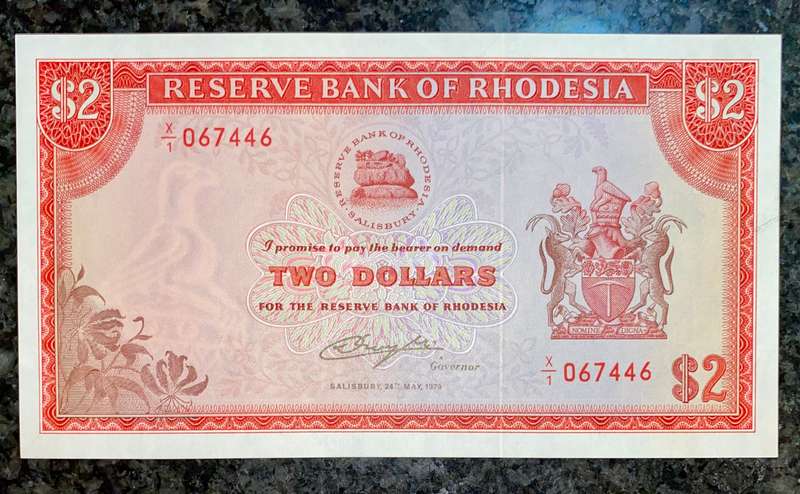 $2 RESERVE BANK OF RHODESIA $2
X/1 067446
RESERVE BANK OF RHODESIA
· SALISBURY ·
I promise to pay the bearer on demand
TWO DOLLARS
FOR THE RESERVE BANK OF RHODESIA
NOMINE DIGNA
Governor
X/1 067446 $2
SALISBURY, 24TH MAY, 1979